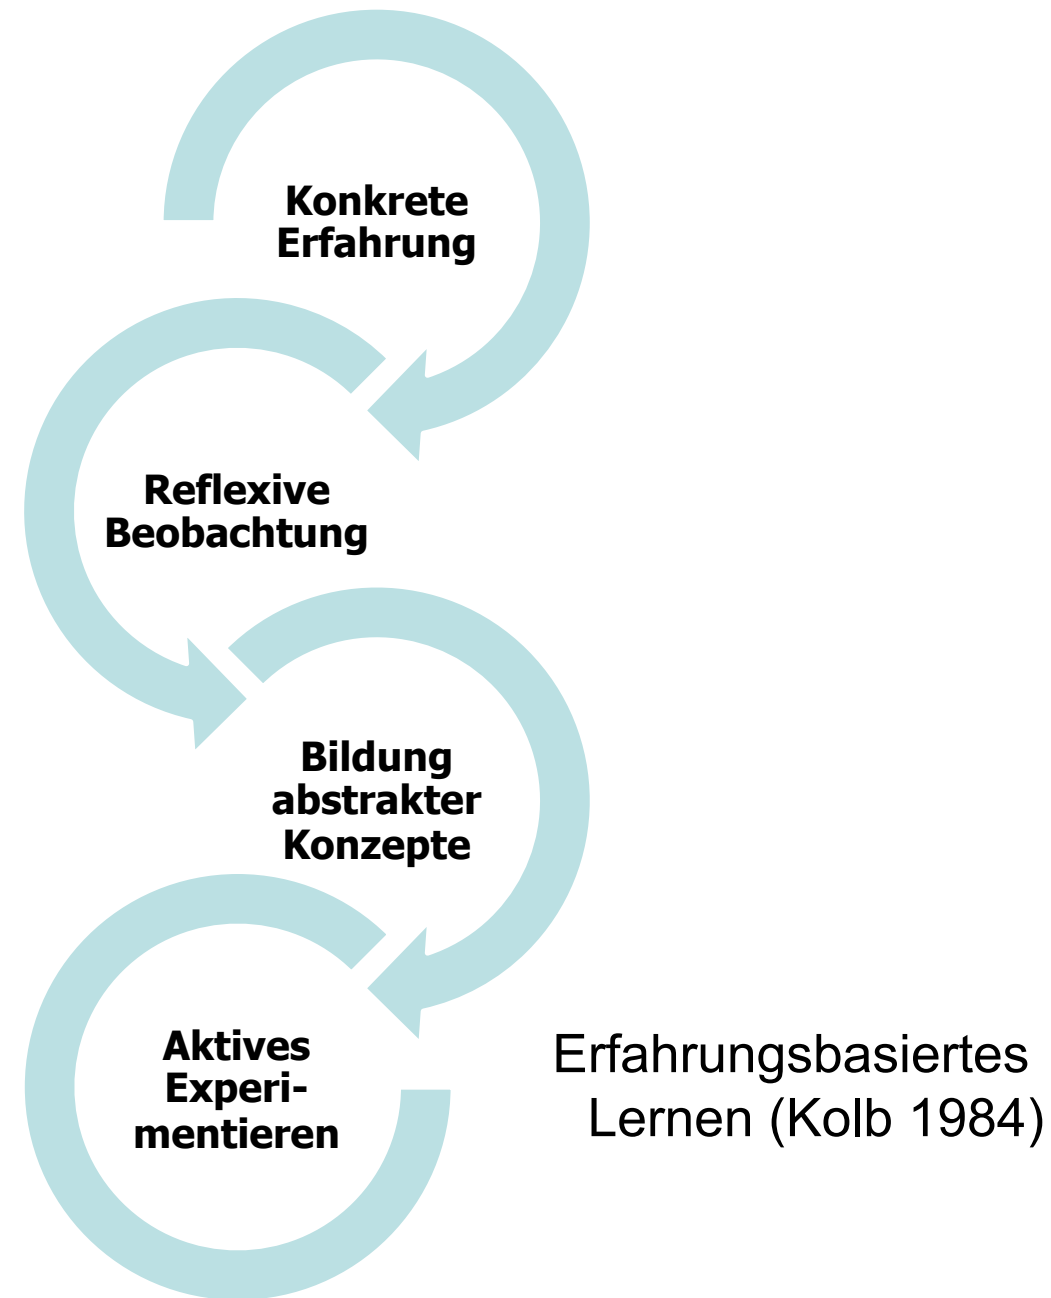 Konkrete
Erfahrung
Reflexive
Beobachtung
Bildung
abstrakter
Konzepte
Aktives
Experi-
mentieren
Erfahrungsbasiertes
Lernen (Kolb 1984)